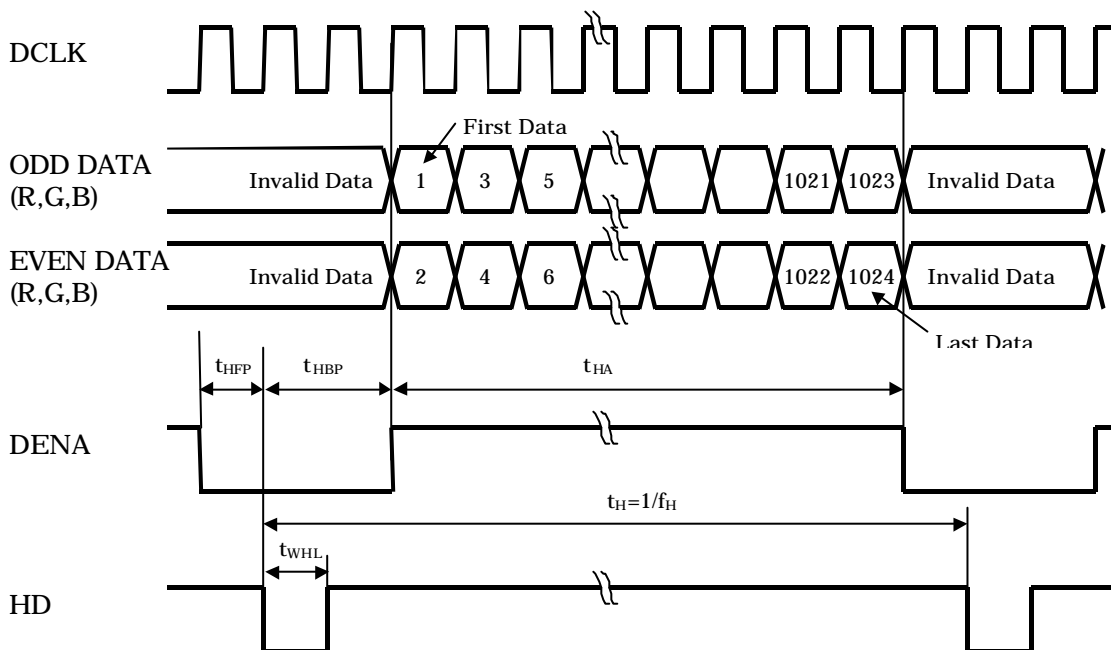 DCLK
First Data
ODD DATA
(R,G,B)
Invalid Data 1 3 5 1021 1023 Invalid Data
EVEN DATA
(R,G,B)
Invalid Data 2 4 6 1022 1024 Invalid Data
Last Data
tHFP tHBP tHA
DENA
tH=1/fH
tWHL
HD